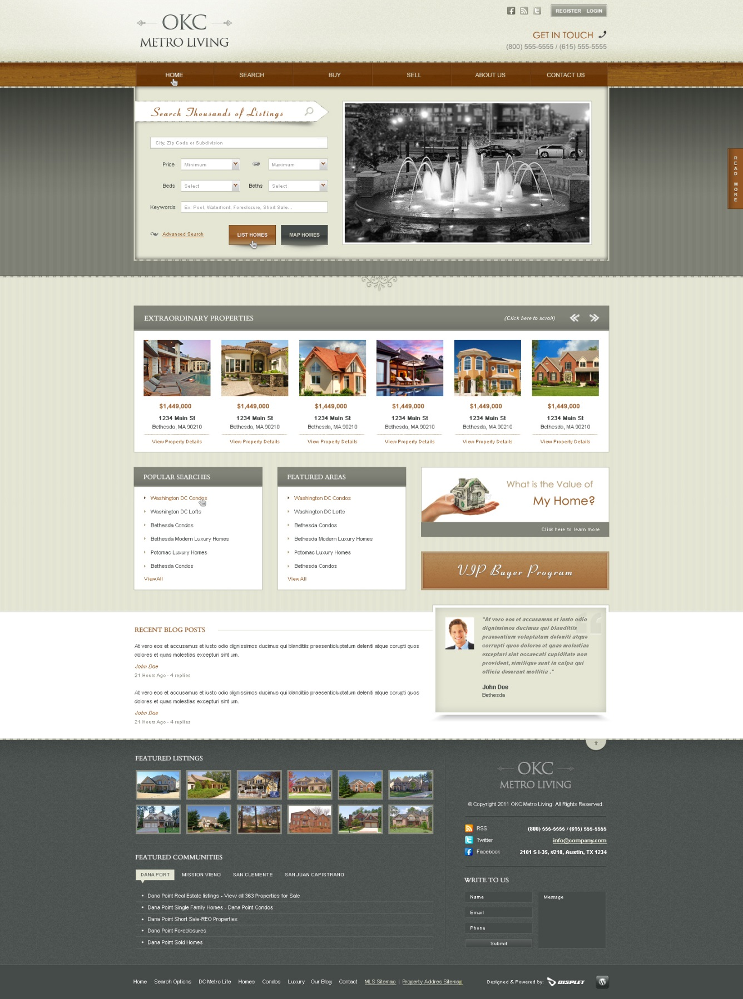 OKC
METRO LIVING
REGISTER LOGIN
GET IN TOUCH
(800) 555-5555 / (615) 555-5555
HOME SEARCH BUY SELL ABOUT US CONTACT US
Search Thousands of Listings
City, Zip Code or Subdivision
Price Minimum Maximum
Beds Select Baths Select
Keywords Ex. Pool, Waterfront, Foreclosure, Short Sale...
Advanced Search LIST HOMES MAP HOMES
READ MORE
EXTRAORDINARY PROPERTIES (Click here to scroll)
$1,449,000 $1,449,000 $1,449,000 $1,449,000 $1,449,000 $1,449,000
1234 Main St 1234 Main St 1234 Main St 1234 Main St 1234 Main St 1234 Main St
Bethesda, MA 90210 Bethesda, MA 90210 Bethesda, MA 90210 Bethesda, MA 90210 Bethesda, MA 90210 Bethesda, MA 90210
View Property Details View Property Details View Property Details View Property Details View Property Details View Property Details
POPULAR SEARCHES
Washington DC Condos
Washington DC Lofts
Bethesda Condos
Bethesda Modern Luxury Homes
Potomac Luxury Homes
Bethesda Condos
View All
FEATURED AREAS
Washington DC Condos
Washington DC Lofts
Bethesda Condos
Bethesda Modern Luxury Homes
Potomac Luxury Homes
Bethesda Condos
View All
What is the Value of
My Home?
Click here to learn more
VIP Buyer Program
RECENT BLOG POSTS
At vero eos et accusamus et iusto odio dignissimos ducimus qui blanditiis praesentioluptatum deleniti atque corupti quos
dolores et quas molestias excepturi sint um.
John Doe
21 Hours Ago - 4 replies
At vero eos et accusamus et iusto odio dignissimos ducimus qui blanditiis praesentioluptatum deleniti atque corupti quos
dolores et quas molestias excepturi sint um.
John Doe
21 Hours Ago - 4 replies
"At vero eos et accusamus et iusto odio
dignissimos ducimus qui blanditiis
praesentium voluptatum deleniti atque
corrupti quos dolores et quas molestias
excepturi sint occaecati cupiditate non
provident, similique sunt in culpa qui
officia deserunt mollitia ."
John Doe
Bethesda
FEATURED LISTINGS
FEATURED COMMUNITIES
DANA PORT MISSION VIENO SAN CLEMENTE SAN JUAN CAPISTRANO
• Dana Point Real Estate listings - View all 363 Properties for Sale
• Dana Point Single Family Homes - Dana Point Condos
• Dana Point Short Sale-REO Properties
• Dana Point Foreclosures
• Dana Point Sold Homes
OKC
METRO LIVING
© Copyright 2011 OKC Metro Living. All Rights Reserved.
RSS (800) 555-5555 / (615) 555-5555
Twitter info@company.com
Facebook 2101 S I-35, #210, Austin, TX 1234
WRITE TO US
Name
Email
Phone
Submit
Message
Home Search Options DC Metro Life Homes Condos Luxury Our Blog Contact MLS Sitemap | Property Addres Sitemap
Designed & Powered by: DISPLET